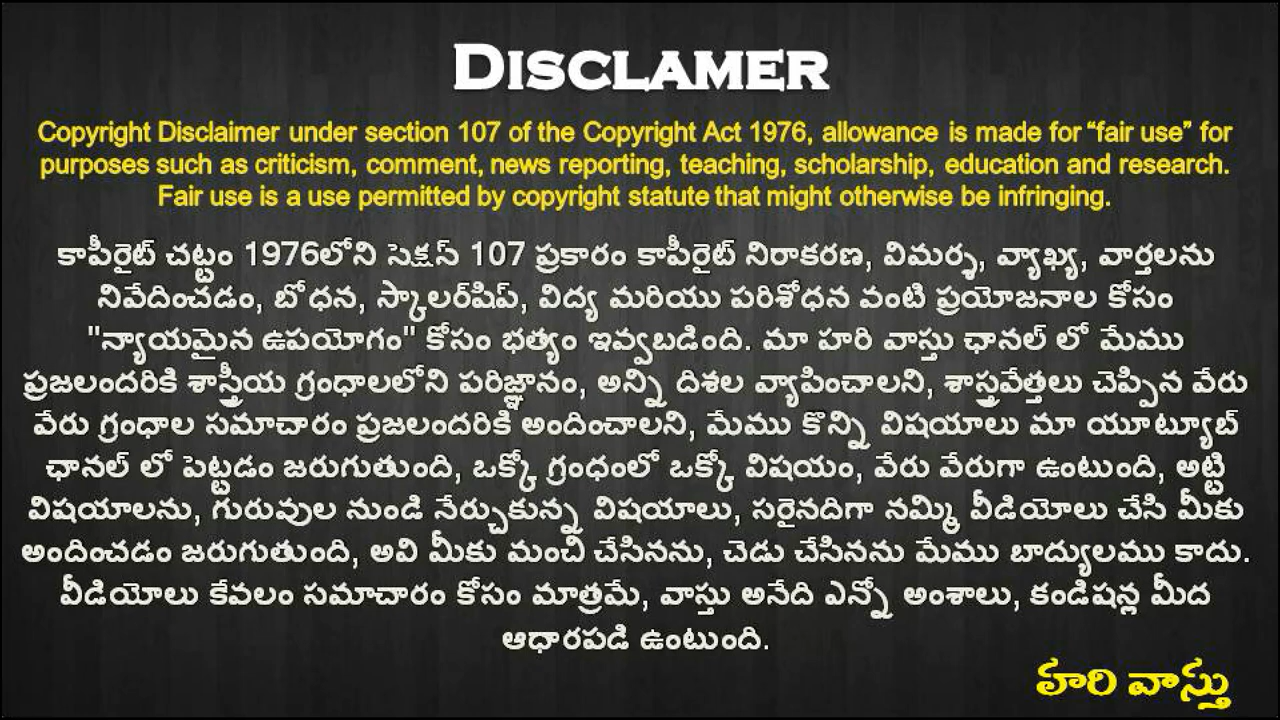 DISCLAMER
Copyright Disclaimer under section 107 of the Copyright Act 1976, allowance is made for “fair use” for
purposes such as criticism, comment, news reporting, teaching, scholarship, education and research.
Fair use is a use permitted by copyright statute that might otherwise be infringing.
కాపీరైట్ చట్టం 1976లోని సెక్షన్ 107 ప్రకారం కాపీరైట్ నిరాకరణ, విమర్శ, వ్యాఖ్య, వార్తలను
నివేదించడం, బోధన, స్కాలర్‌షిప్, విద్య మరియు పరిశోధన వంటి ప్రయోజనాల కోసం
"న్యాయమైన ఉపయోగం" కోసం భత్యం ఇవ్వబడింది. మా హరి వాస్తు ఛానల్ లో మేము
ప్రజలందరికి శాస్త్రీయ గ్రంధాలలోని పరిజ్ఞానం, అన్ని దిశల వ్యాపించాలని, శాస్త్రవేత్తలు చెప్పిన వేరు
వేరు గ్రంధాల సమాచారం ప్రజలందరికి అందించాలని, మేము కొన్ని విషయాలు మా యూట్యూబ్
ఛానల్ లో పెట్టడం జరుగుతుంది, ఒక్కో గ్రంధంలో ఒక్కో విషయం, వేరు వేరుగా ఉంటుంది, అట్టి
విషయాలను, గురువుల నుండి నేర్చుకున్న విషయాలు, సరైనదిగా నమ్మి వీడియోలు చేసి మీకు
అందించడం జరుగుతుంది, అవి మీకు మంచి చేసినను, చెడు చేసినను మేము బాద్యులము కాదు.
వీడియోలు కేవలం సమాచారం కోసం మాత్రమే, వాస్తు అనేది ఎన్నో అంశాలు, కండిషన్ల మీద
ఆధారపడి ఉంటుంది.
హరి వాస్తు